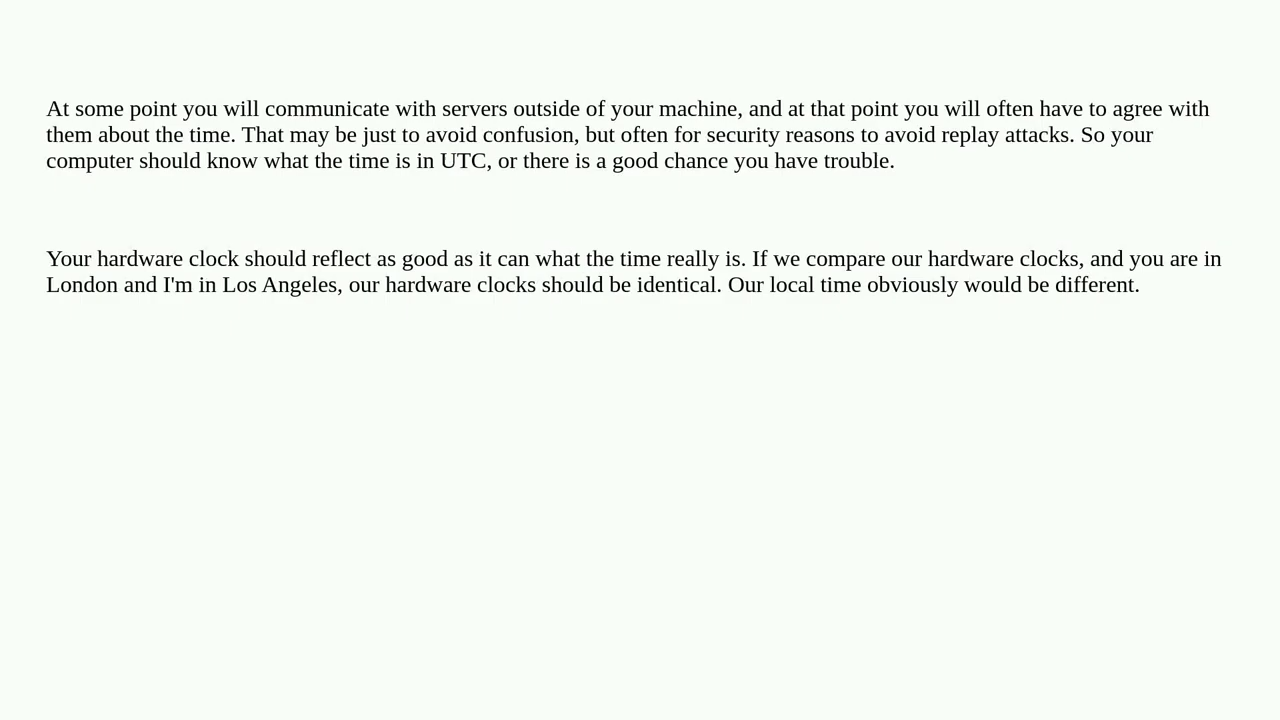 At some point you will communicate with servers outside of your machine, and at that point you will often have to agree with
them about the time. That may be just to avoid confusion, but often for security reasons to avoid replay attacks. So your
computer should know what the time is in UTC, or there is a good chance you have trouble.
Your hardware clock should reflect as good as it can what the time really is. If we compare our hardware clocks, and you are in
London and I'm in Los Angeles, our hardware clocks should be identical. Our local time obviously would be different.